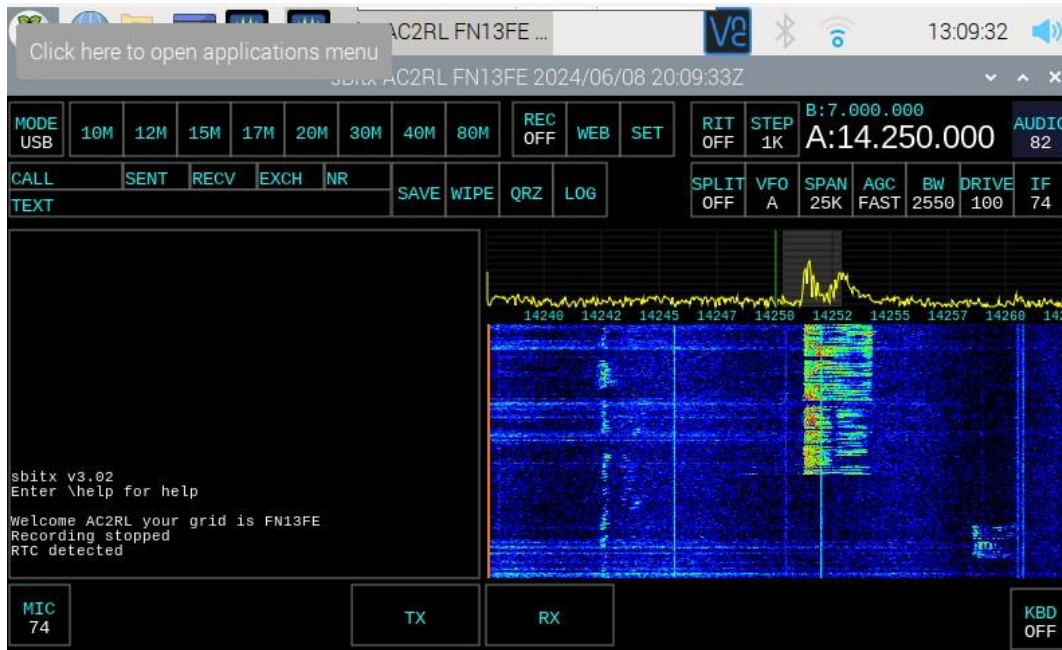 AC2RL FN13FE ...
13:09:32
Click here to open applications menu
sbitx AC2RL FN13FE 2024/06/08 20:09:33Z
MODE USB 10M 12M 15M 17M 20M 30M 40M 80M REC OFF WEB SET RIT OFF STEP 1K B:7.000.000 A:14.250.000 AUDIO 82
CALL SENT RECV EXCH NR
TEXT
SAVE WIPE QRZ LOG SPLIT OFF VFO A SPAN 25K AGC FAST BW 2550 DRIVE 100 IF 74
14240 14242 14245 14247 14250 14252 14255 14257 14260
sbitx v3.02
Enter \help for help
Welcome AC2RL your grid is FN13FE
Recording stopped
RTC detected
MIC 74 TX RX KBD OFF